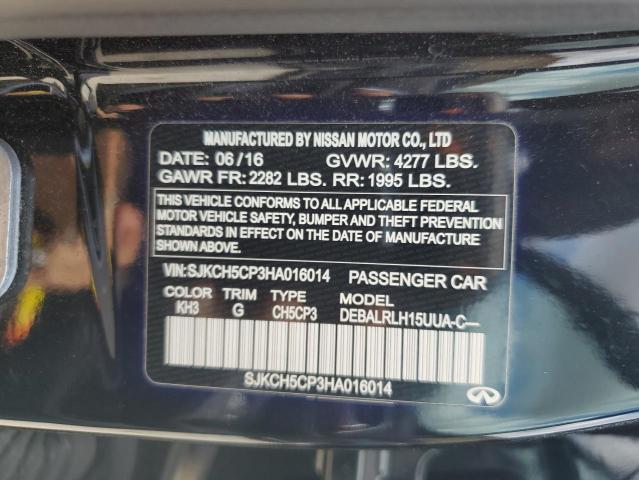 MANUFACTURED BY NISSAN MOTOR CO., LTD
DATE: 06/16 GVWR: 4277 LBS.
GAWR FR: 2282 LBS. RR: 1995 LBS.
THIS VEHICLE CONFORMS TO ALL APPLICABLE FEDERAL
MOTOR VEHICLE SAFETY, BUMPER AND THEFT PREVENTION
STANDARDS IN EFFECT ON THE DATE OF MANUFACTURE
SHOWN ABOVE.
VIN: SJKCH5CP3HA016014 PASSENGER CAR
COLOR TRIM TYPE MODEL
KH3 G CH5CP3 DEBALRLH15UUA-C—
SJKCH5CP3HA016014